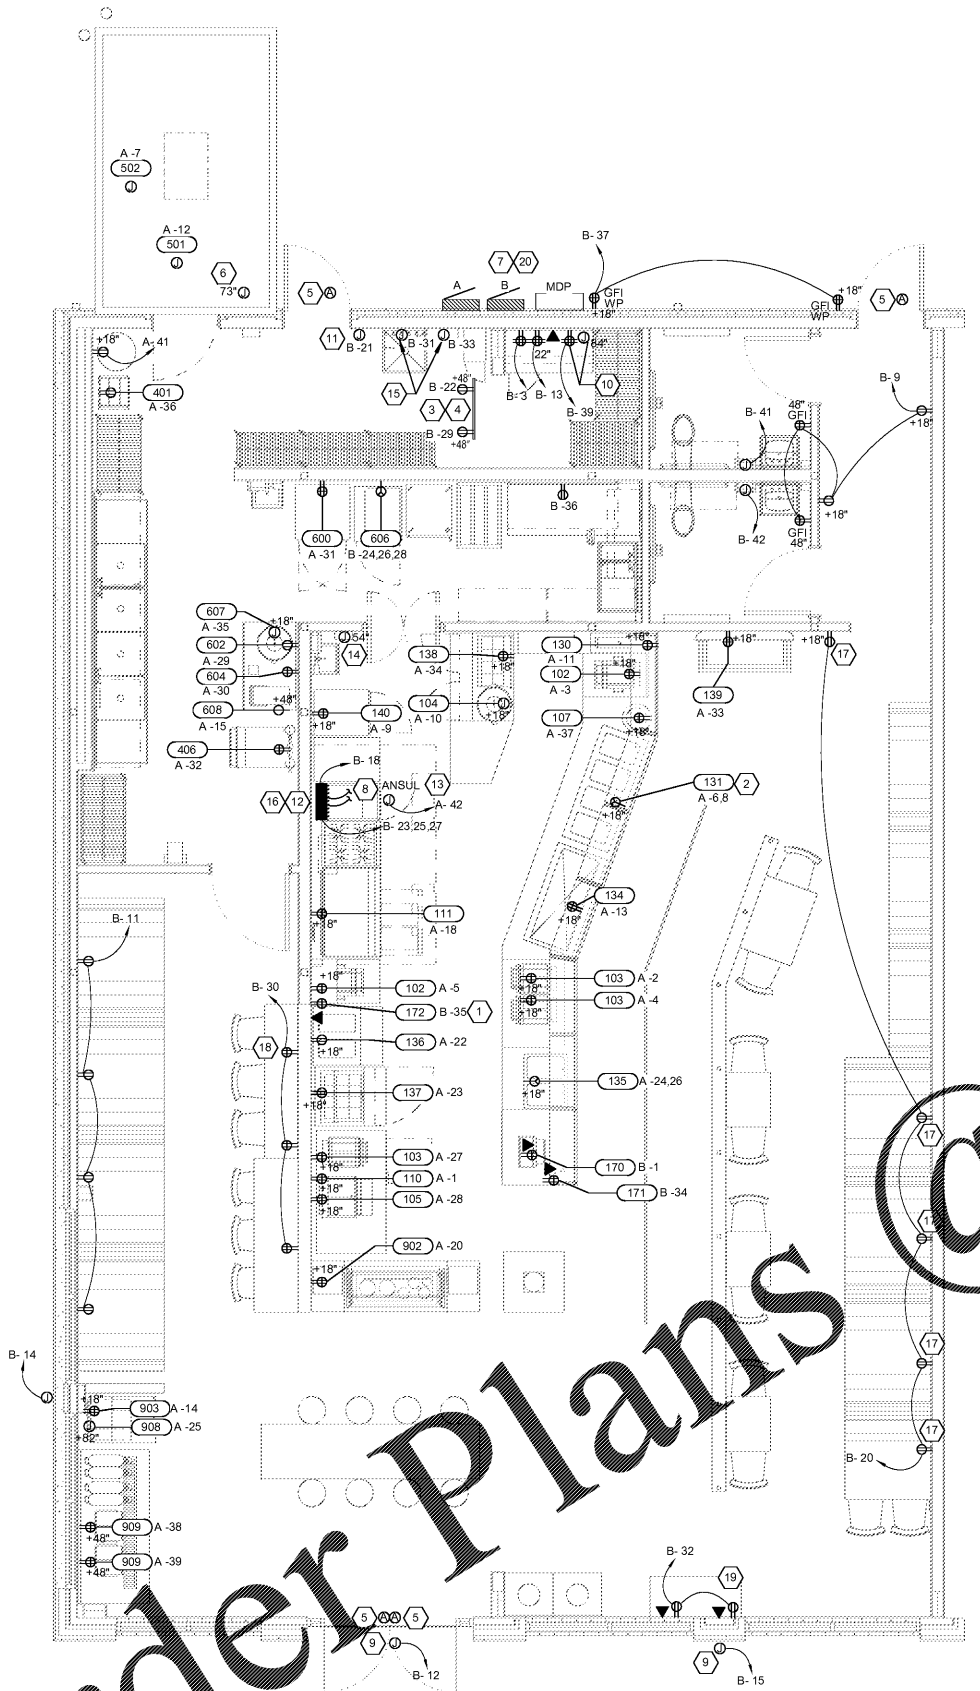 A -7
502
A -12
501
6
73"
5 A
7 20
A B MDP
B- 37
GFI
WP
+18"
+18"
GFI
WP
5 A
11
B -21
B -31
B -33
22"
84"
+18"
A- 41
401
A -36
15
B -22
+48"
3 4
B -29
+48"
B- 3
B- 13
B- 39
10
B- 9
+18"
B- 41
48"
GFI
B -36
+18"
B- 42
GFI
48"
600
A -31
606
B -24,26,28
607
A -35
+18"
602
A -29
604
A -30
+48"
608
A -15
406
A -32
54"
14
138
A -34
+18"
130
A -11
+18"
102
A -3
+18"
+18"
139
A -33
+18"
17
140
A -9
+18"
104
A -10
+18"
107
A -37
+18"
B- 18
16 12
8
ANSUL
13
A- 42
B- 23,25,27
131
2
A -6,8
+18"
111
A -18
+18"
134
A -13
+18"
B- 11
B- 30
+18"
102 A -5
172 B -35 1
136 A -22
+18"
103 A -2
+18"
103 A -4
+18"
18
137 A -23
+18"
135 A -24,26
+18"
17
103 A -27
+18"
110 A -1
+18"
105 A -28
+18"
170 B -1
171 B -34
17
902 A -20
+18"
B- 14
+18"
903 A -14
908 A -25
+82"
17
17
B- 20
909 A -38
+48"
909 A -39
+48"
B- 32
19
5 A A 5
9
B- 12
9
B- 15
der Plans ©